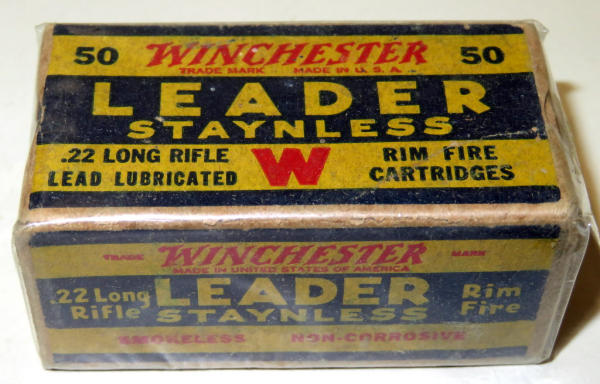 50 WINCHESTER 50
TRADE MARK MADE IN U.S.A.
LEADER
STAYNLESS
.22 LONG RIFLE W RIM FIRE
LEAD LUBRICATED CARTRIDGES
TRADE WINCHESTER MARK
MADE IN UNITED STATES OF AMERICA
.22 Long LEADER Rim
Rifle STAYNLESS Fire
SMOKELESS NON-CORROSIVE